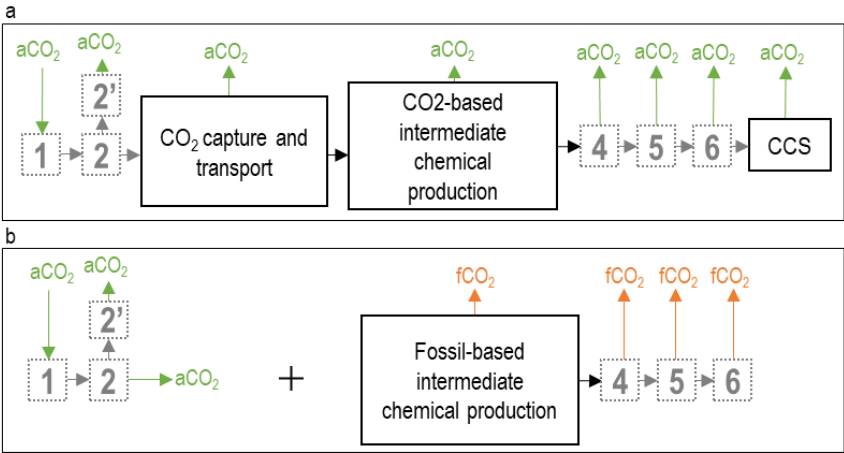 a
aCO₂ aCO₂ aCO₂ aCO₂ aCO₂ aCO₂ aCO₂ aCO₂
2'
1 2
CO₂ capture and
transport
CO2-based
intermediate
chemical
production
4 5 6
CCS
b
aCO₂ aCO₂ fCO₂ fCO₂ fCO₂ fCO₂
2'
1 2 aCO₂
+
Fossil-based
intermediate
chemical production
4 5 6